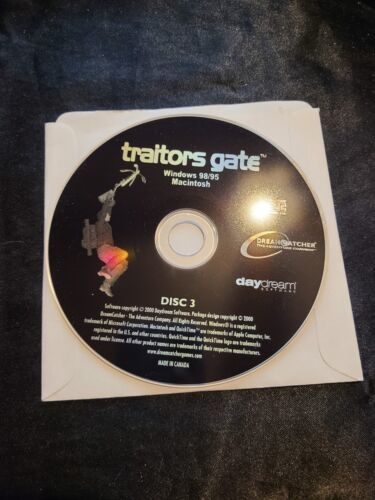 traitors gate™
Windows 98/95
Macintosh
DREAMCATCHER™
daydream
SOFTWARE
DISC 3
Software copyright © 2000 Daydream Software. Package design copyright © 2000
DreamCatcher - The Adventure Company. All Rights Reserved. Windows® is a registered
trademark of Microsoft Corporation. Macintosh and QuickTime™ are trademarks of Apple Computer, Inc.
registered in the U.S. and other countries. QuickTime and the QuickTime logo are trademarks
used under license. All other product names are trademarks of their respective manufacturers.
www.dreamcatchergames.com
MADE IN CANADA